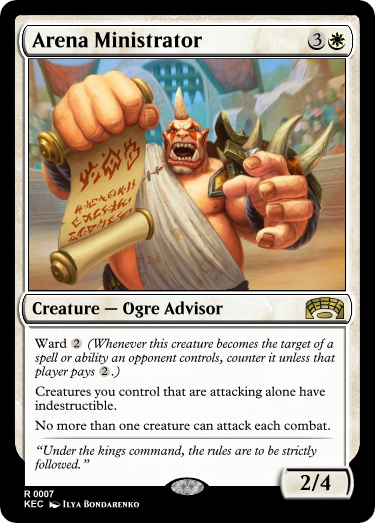 Arena Ministrator 3
Creature — Ogre Advisor
Ward 2 (Whenever this creature becomes the target of a
spell or ability an opponent controls, counter it unless that
player pays 2.)
Creatures you control that are attacking alone have
indestructible.
No more than one creature can attack each combat.
“Under the kings command, the rules are to be strictly
followed.”
2/4
R 0007
KEC Ilya Bondarenko